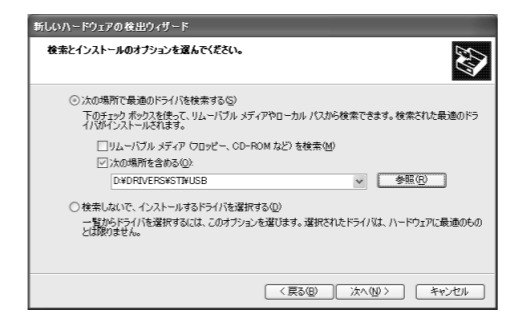 新しいハードウェアの検出ウィザード
検索とインストールのオプションを選んでください。
次の場所で最適のドライバを検索する(S)
下のチェック ボックスを使って、リムーバブル メディアやローカル パスから検索できます。検索された最適のドラ
イバがインストールされます。
リムーバブル メディア (フロッピー、CD-ROM など) を検索(M)
次の場所を含める(O):
D:¥DRIVERS¥STI¥USB
参照(R)
検索しないで、インストールするドライバを選択する(D)
一覧からドライバを選択するには、このオプションを選びます。選択されたドライバは、ハードウェアに最適のもの
とは限りません。
< 戻る(B) 次へ(N) > キャンセル